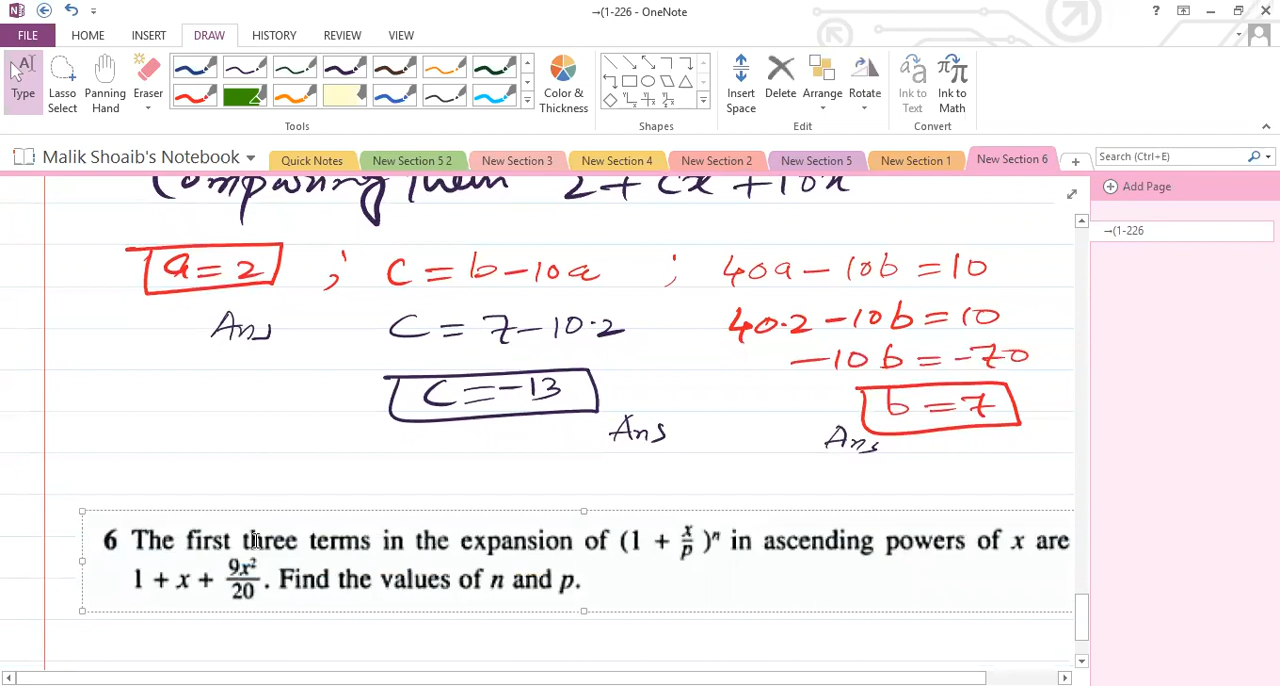 →(1-226 - OneNote
FILE HOME INSERT DRAW HISTORY REVIEW VIEW
Type Lasso Select Panning Hand Eraser Color & Thickness Insert Space Delete Arrange Rotate Ink to Text Ink to Math
Tools Shapes Edit Convert
Malik Shoaib's Notebook Quick Notes New Section 5 2 New Section 3 New Section 4 New Section 2 New Section 5 New Section 1 New Section 6 Search (Ctrl+E)
Add Page
→(1-226
Comparing Them 2 + Cx + 10x
a = 2 ; C = b - 10a ; 40a - 10b = 10
Ans C = 7 - 10·2 40·2 - 10b = 10
-10b = -70
C = -13 b = 7
Ans Ans
6 The first three terms in the expansion of (1 + x/p)ⁿ in ascending powers of x are
1 + x + 9x²/20. Find the values of n and p.